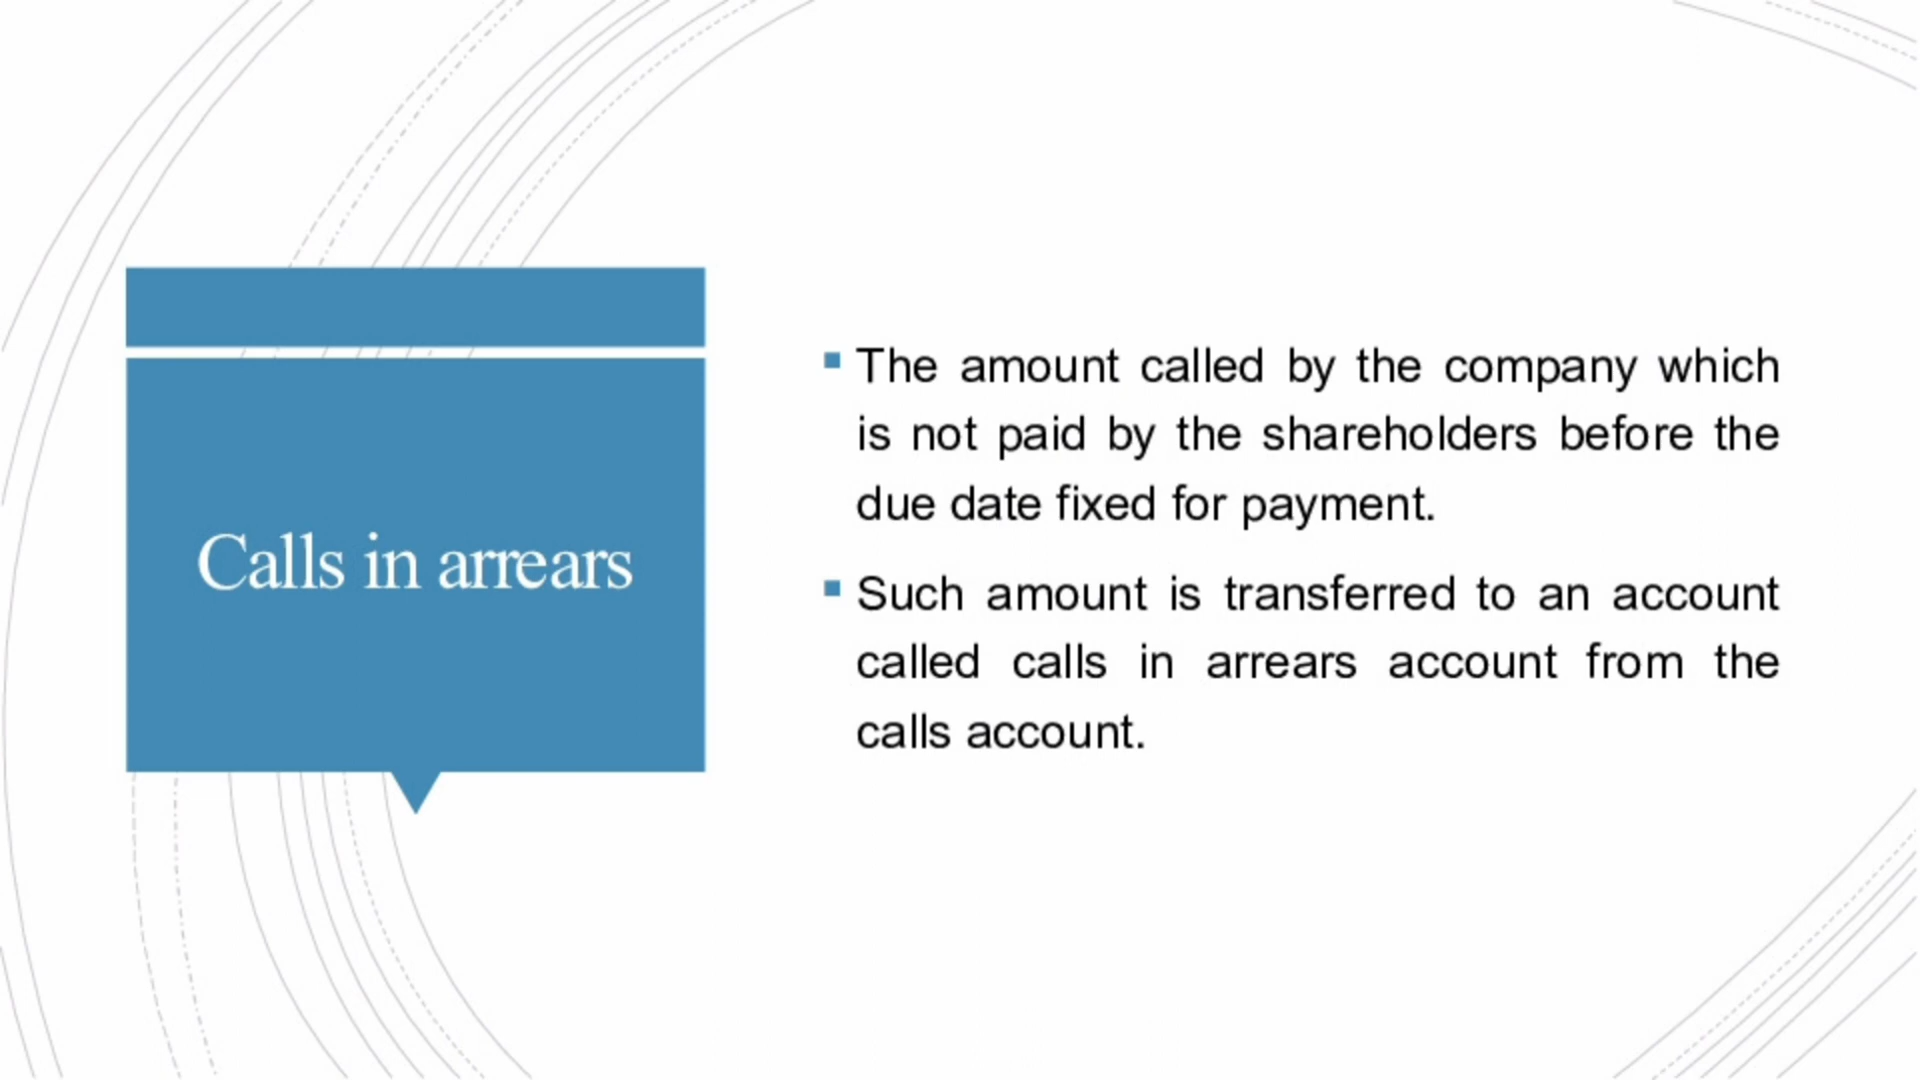 Calls in arrears
The amount called by the company which
is not paid by the shareholders before the
due date fixed for payment.
Such amount is transferred to an account
called calls in arrears account from the
calls account.